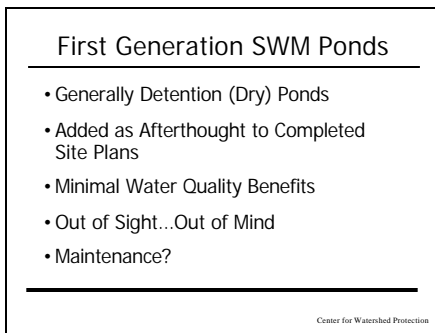 First Generation SWM Ponds
• Generally Detention (Dry) Ponds
• Added as Afterthought to Completed
Site Plans
• Minimal Water Quality Benefits
• Out of Sight...Out of Mind
• Maintenance?
Center for Watershed Protection